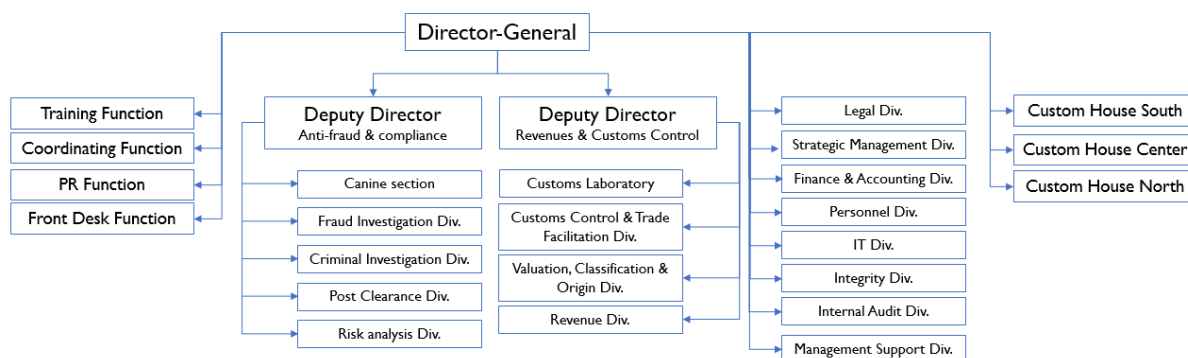 Director-General
Training Function
Coordinating Function
PR Function
Front Desk Function
Deputy Director
Anti-fraud & compliance
Canine section
Fraud Investigation Div.
Criminal Investigation Div.
Post Clearance Div.
Risk analysis Div.
Deputy Director
Revenues & Customs Control
Customs Laboratory
Customs Control & Trade
Facilitation Div.
Valuation, Classification &
Origin Div.
Revenue Div.
Legal Div.
Strategic Management Div.
Finance & Accounting Div.
Personnel Div.
IT Div.
Integrity Div.
Internal Audit Div.
Management Support Div.
Custom House South
Custom House Center
Custom House North